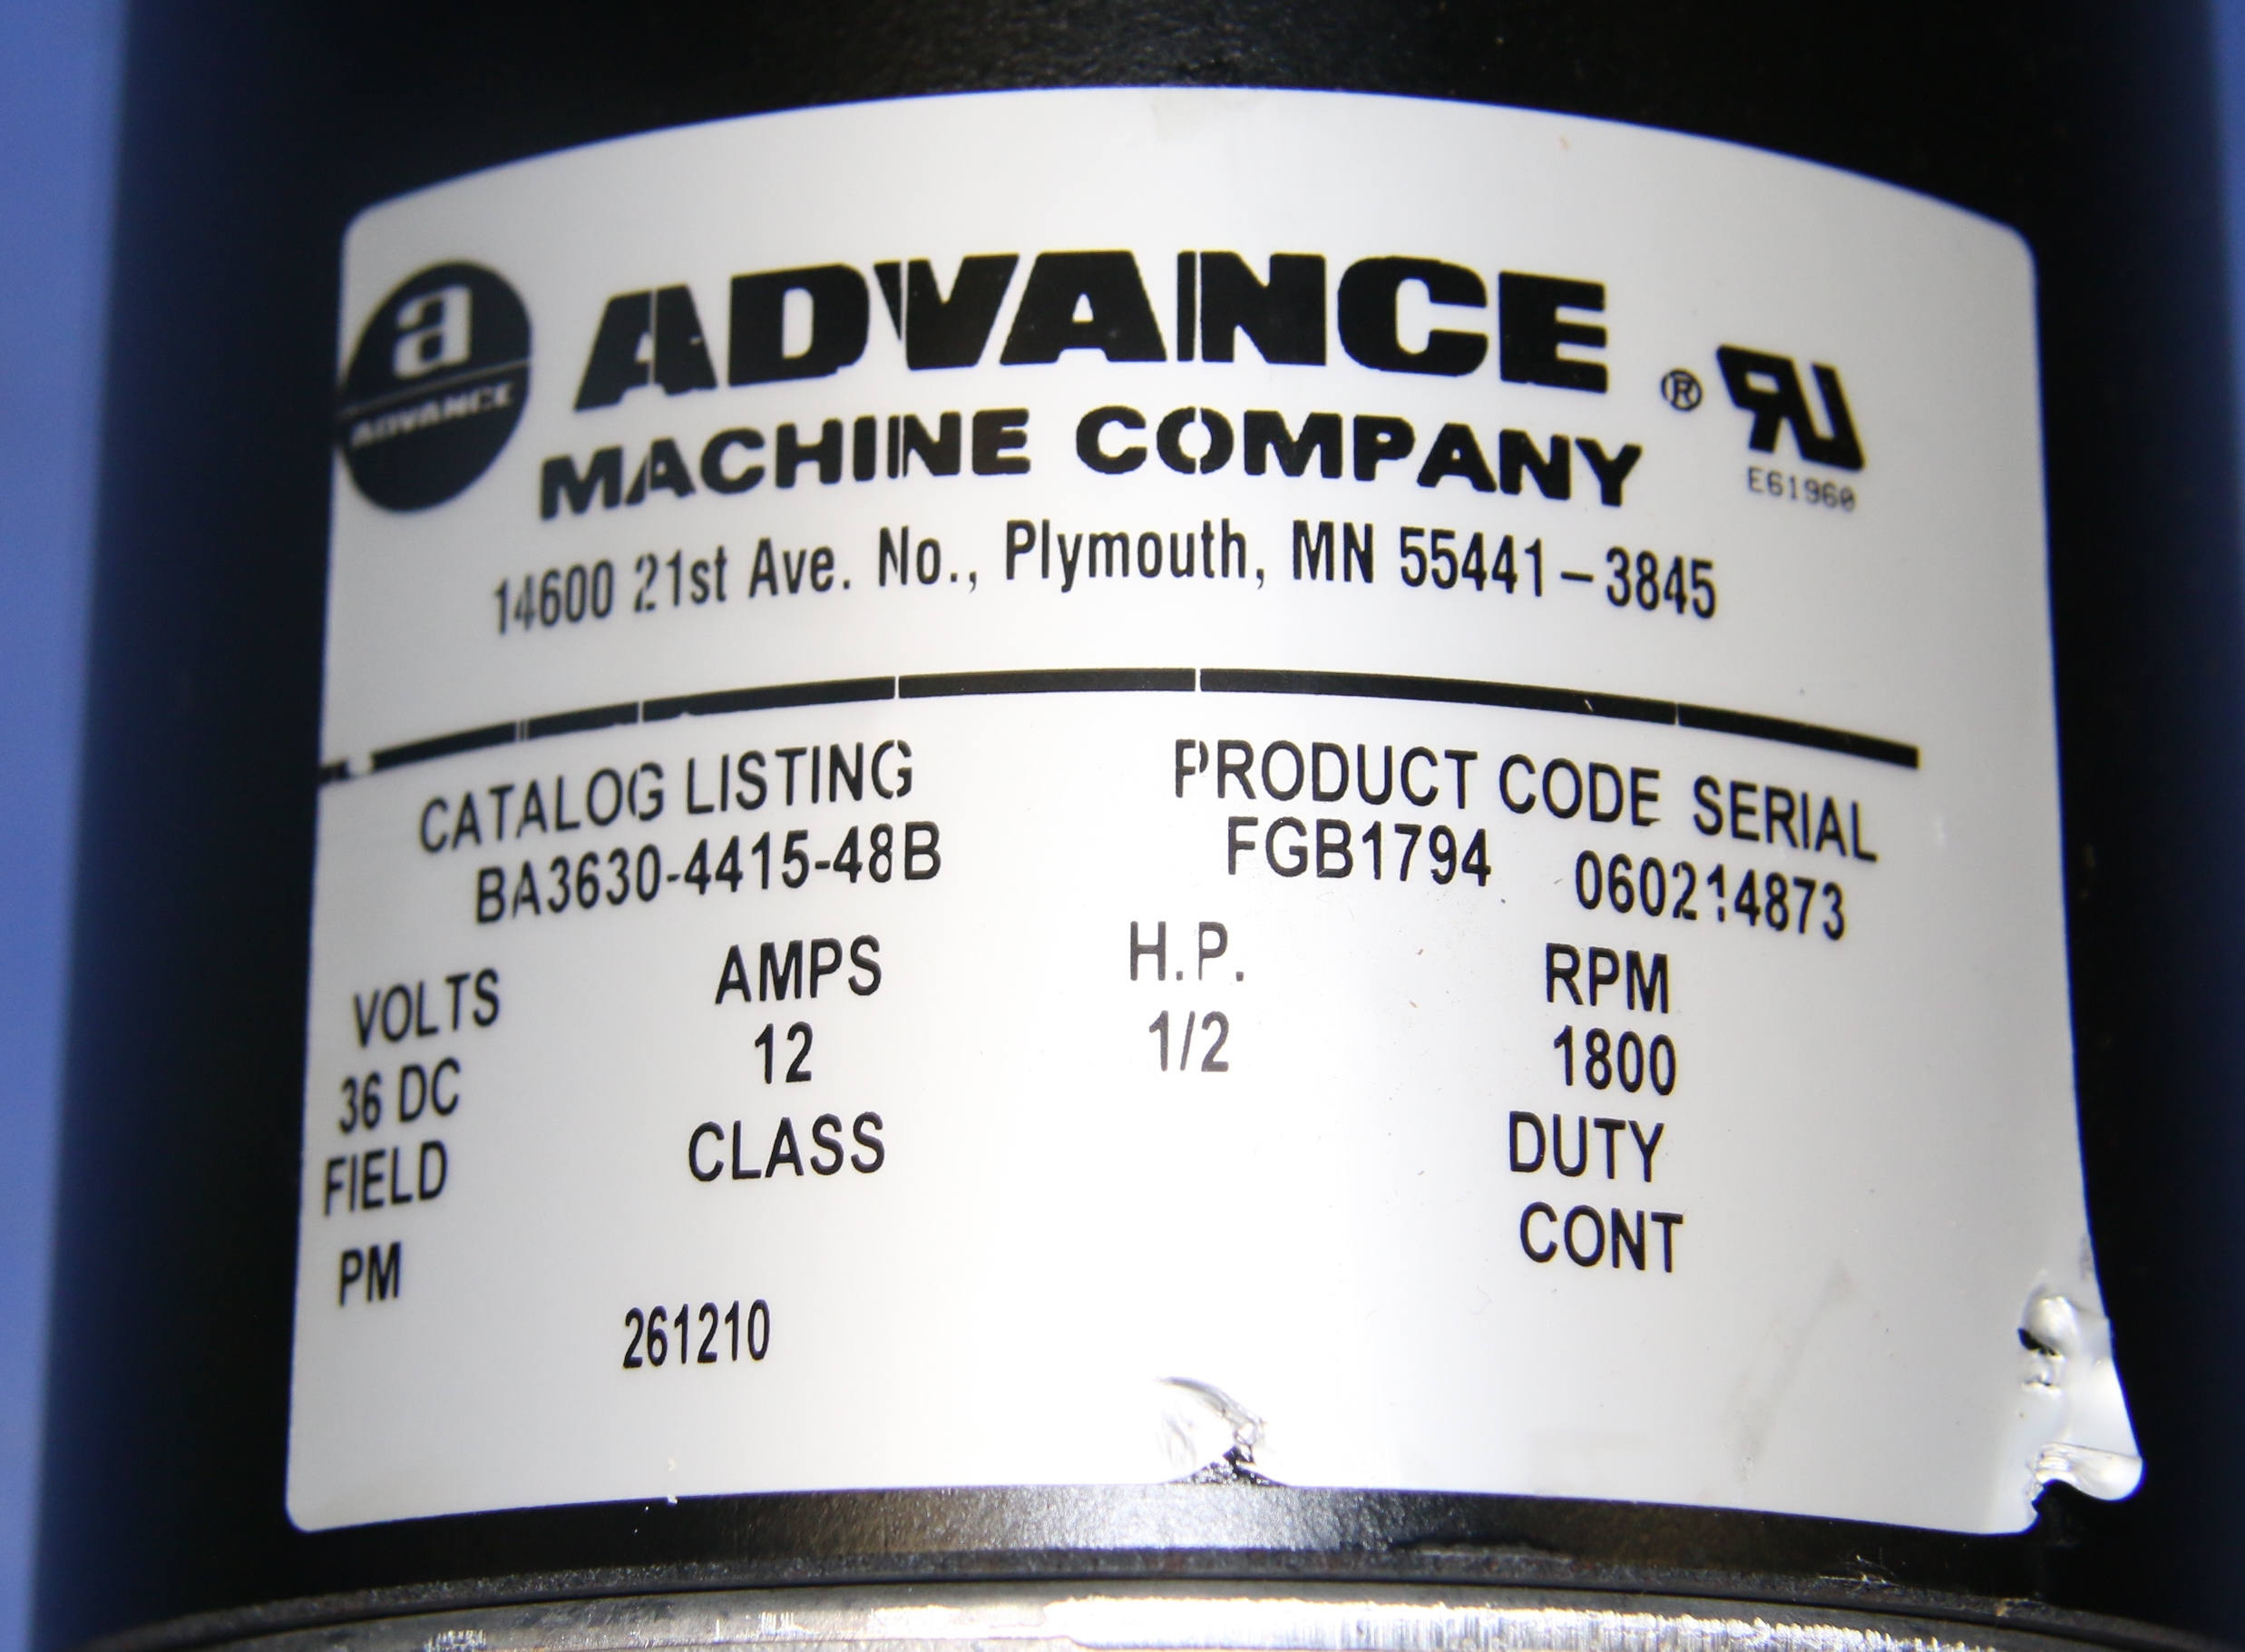 a
ADVANCE
ADVANCE ®
MACHINE COMPANY
E61960
14600 21st Ave. No., Plymouth, MN 55441-3845
CATALOG LISTING PRODUCT CODE SERIAL
BA3630-4415-48B FGB1794 060214873
VOLTS AMPS H.P. RPM
36 DC 12 1/2 1800
FIELD CLASS DUTY
PM CONT
261210